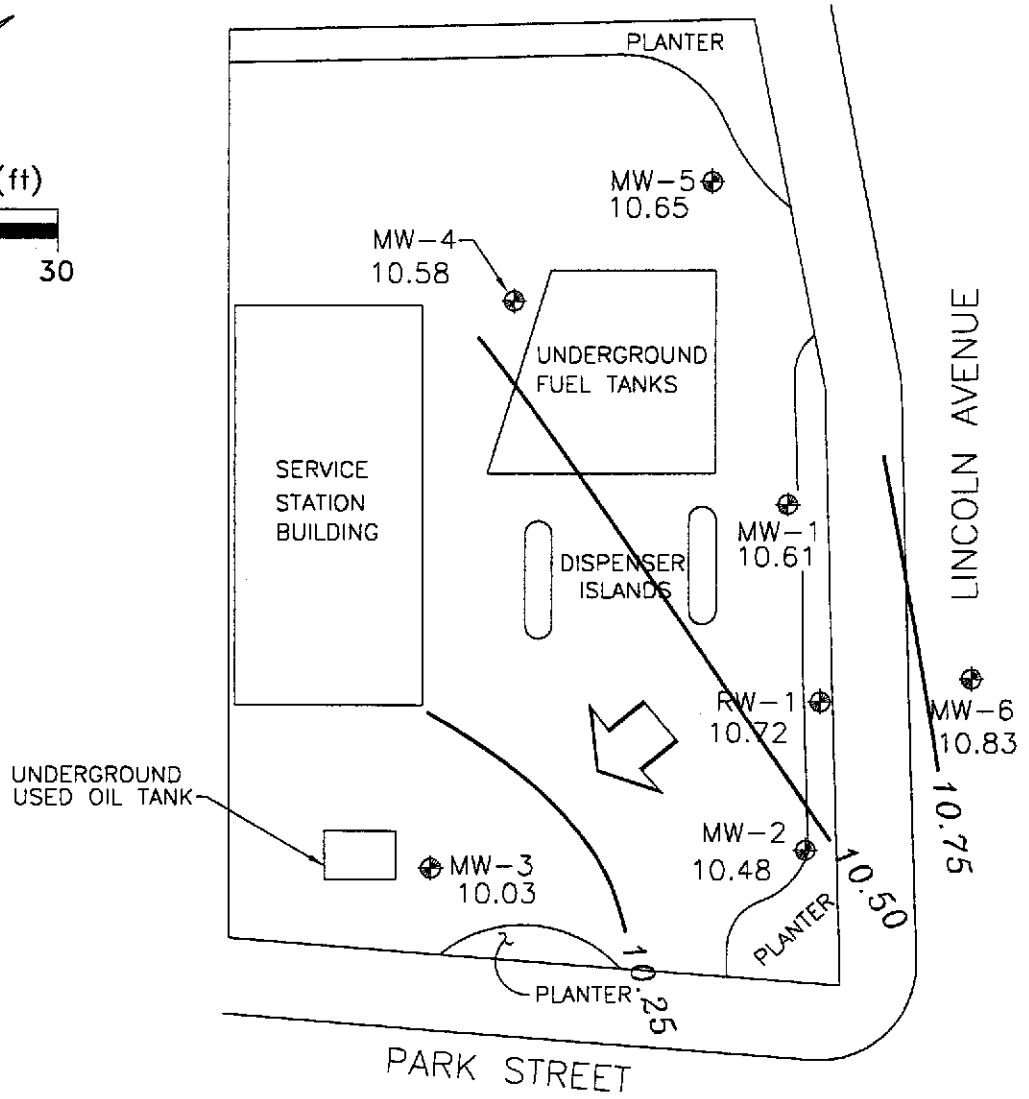 PLANTER
(ft)
30
MW-5
10.65
MW-4
10.58
UNDERGROUND
FUEL TANKS
LINCOLN AVENUE
SERVICE
STATION
BUILDING
MW-1
10.61
DISPENSER
ISLANDS
RW-1
10.72
MW-6
10.83
UNDERGROUND
USED OIL TANK
MW-2
10.48
MW-3
10.03
10.75
10.50
PLANTER
10.25
PLANTER
PARK STREET